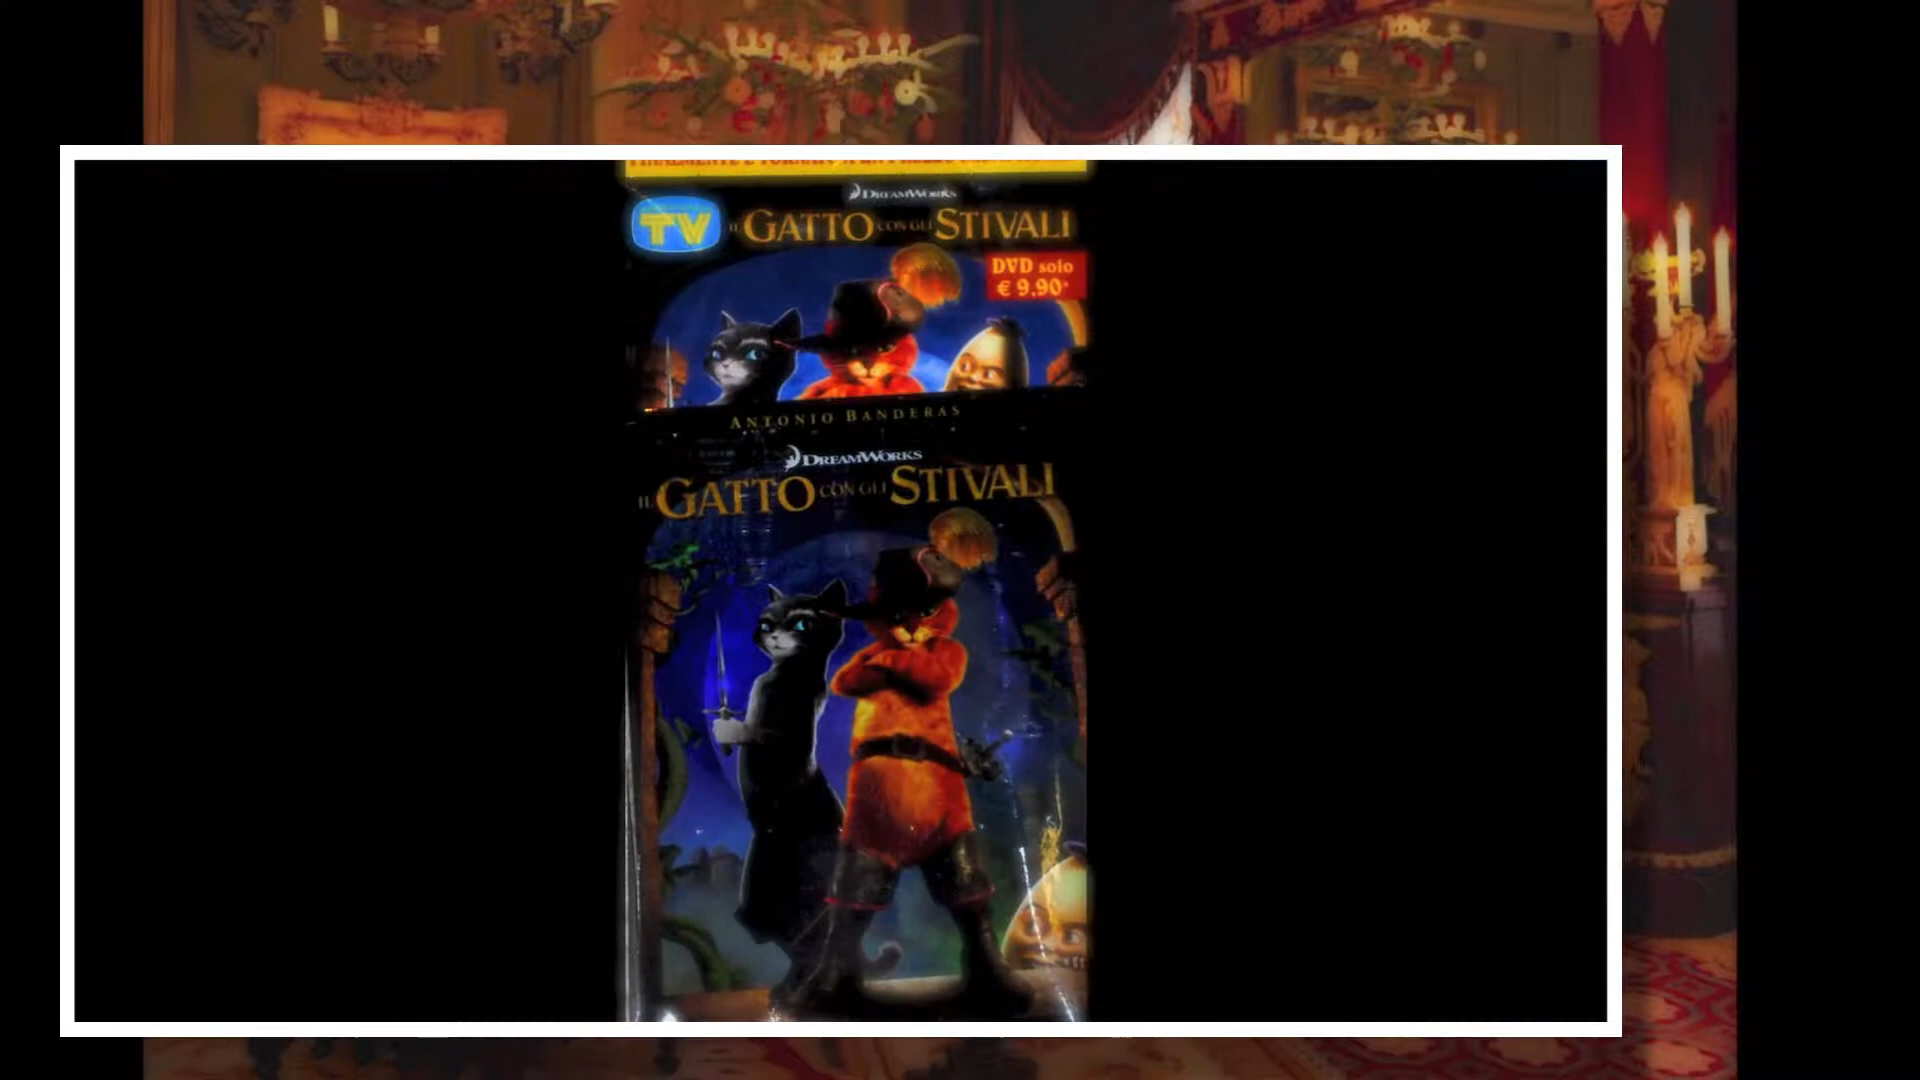 DREAMWORKS
TV
IL GATTO CON GLI STIVALI
DVD solo
€ 9,90*
ANTONIO BANDERAS
DREAMWORKS
IL GATTO CON GLI STIVALI